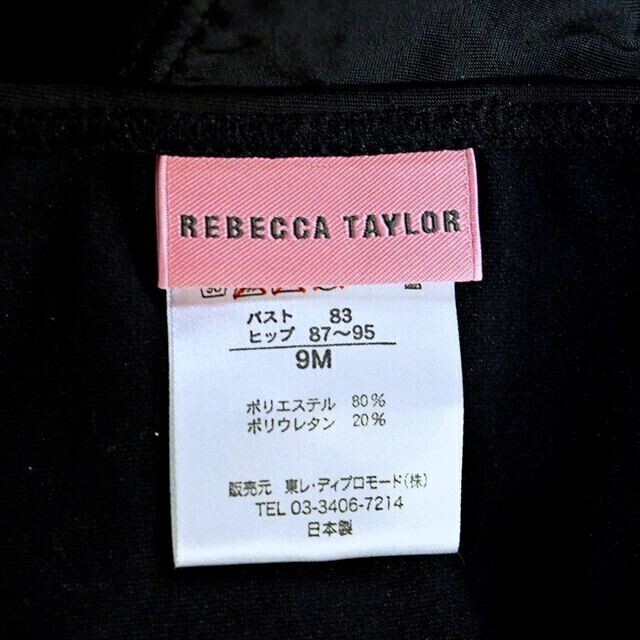 REBECCA TAYLOR
バスト 83
ヒップ 87〜95
9M
ポリエステル 80%
ポリウレタン 20%
販売元 東レ・ディプロモード(株)
TEL 03-3406-7214
日本製